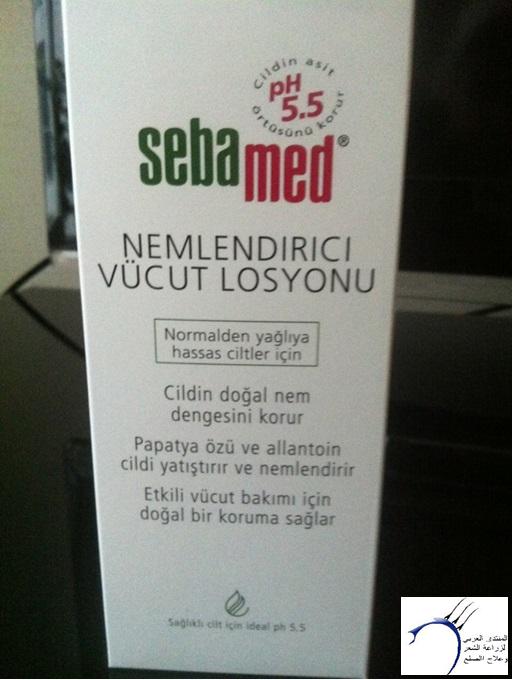 Cildin asit
pH
5.5
örtüsünü korur
sebamed®
NEMLENDIRICI
VÜCUT LOSYONU
Normalden yağlıya
hassas ciltler için
Cildin doğal nem
dengesini korur
Papatya özü ve allantoin
cildi yatıştırır ve nemlendirir
Etkili vücut bakımı için
doğal bir koruma sağlar
Sağlıklı cilt için ideal ph 5.5
المنتدى العربي
لزراعة الشعر
وعلاج الصلع